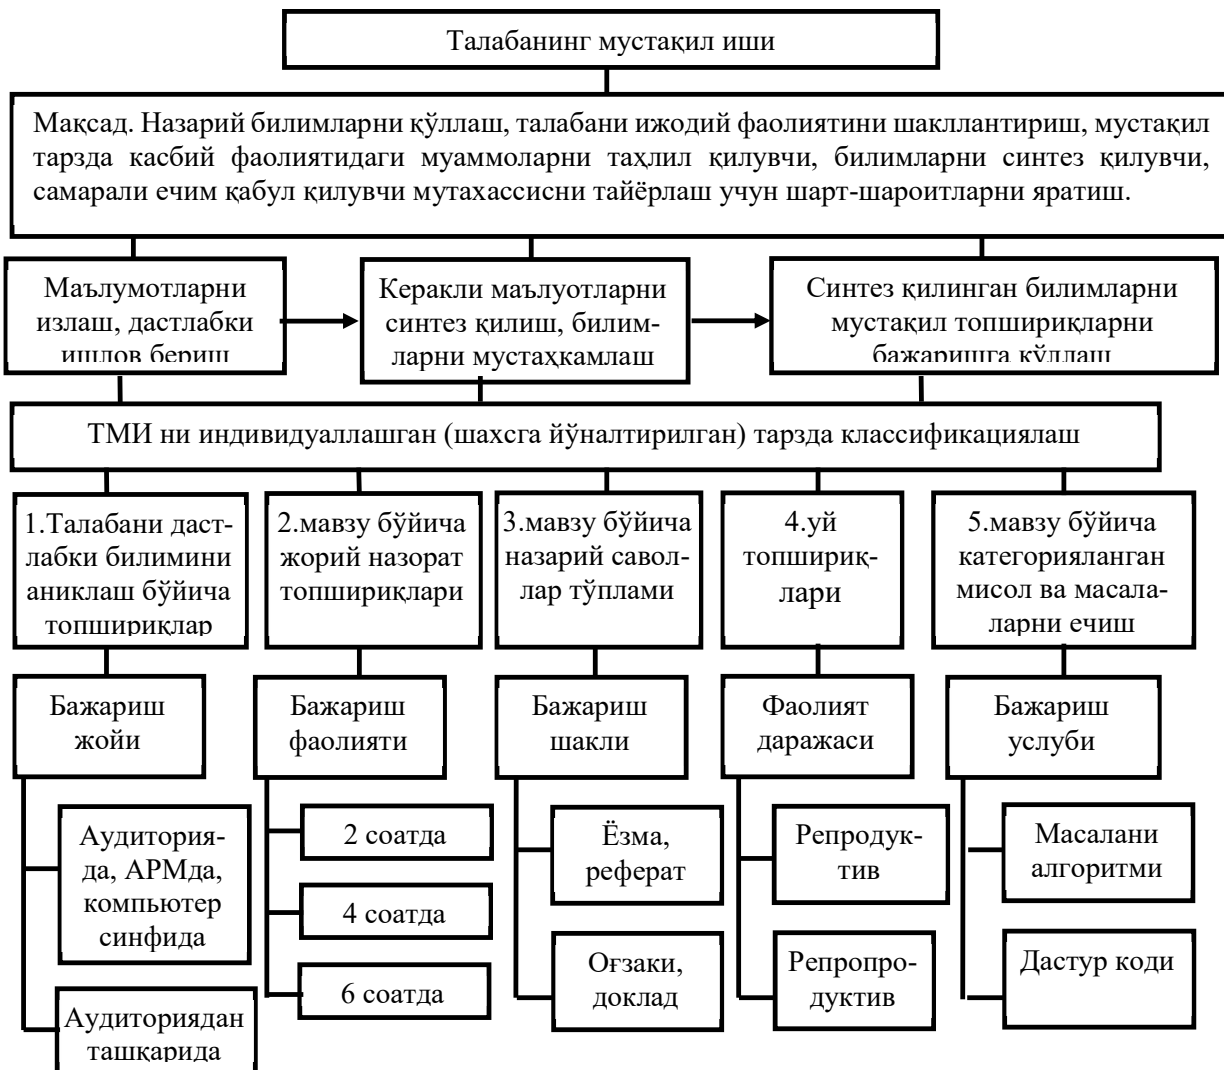 Талабанинг мустақил иши
Мақсад. Назарий билимларни қўллаш, талабани ижодий фаолиятини шакллантириш, мустақил
тарзда касбий фаолиятидаги муаммоларни таҳлил қилувчи, билимларни синтез қилувчи,
самарали ечим қабул қилувчи мутахассисни тайёрлаш учун шарт-шароитларни яратиш.
Маълумотларни
излаш, дастлабки
ишлов бериш
Керакли маълуотларни
синтез қилиш, билим-
ларни мустаҳкамлаш
Синтез қилинган билимларни
мустақил топшириқларни
бажаришга қўллаш
ТМИ ни индивидуаллашган (шахсга йўналтирилган) тарзда классификациялаш
1.Талабани даст-
лабки билимини
аниклаш бўйича
топшириқлар
2.мавзу бўйича
жорий назорат
топшириқлари
3.мавзу бўйича
назарий савол-
лар тўплами
4.уй
топшириқ-
лари
5.мавзу бўйича
категорияланган
мисол ва масала-
ларни ечиш
Бажариш
жойи
Бажариш
фаолияти
Бажариш
шакли
Фаолият
даражаси
Бажариш
услуби
Аудитория-
да, АРМда,
компьютер
синфида
Аудиториядан
ташқарида
2 соатда
4 соатда
6 соатда
Ёзма,
реферат
Оғзаки,
доклад
Репродук-
тив
Репропро-
дуктив
Масалани
алгоритми
Дастур коди